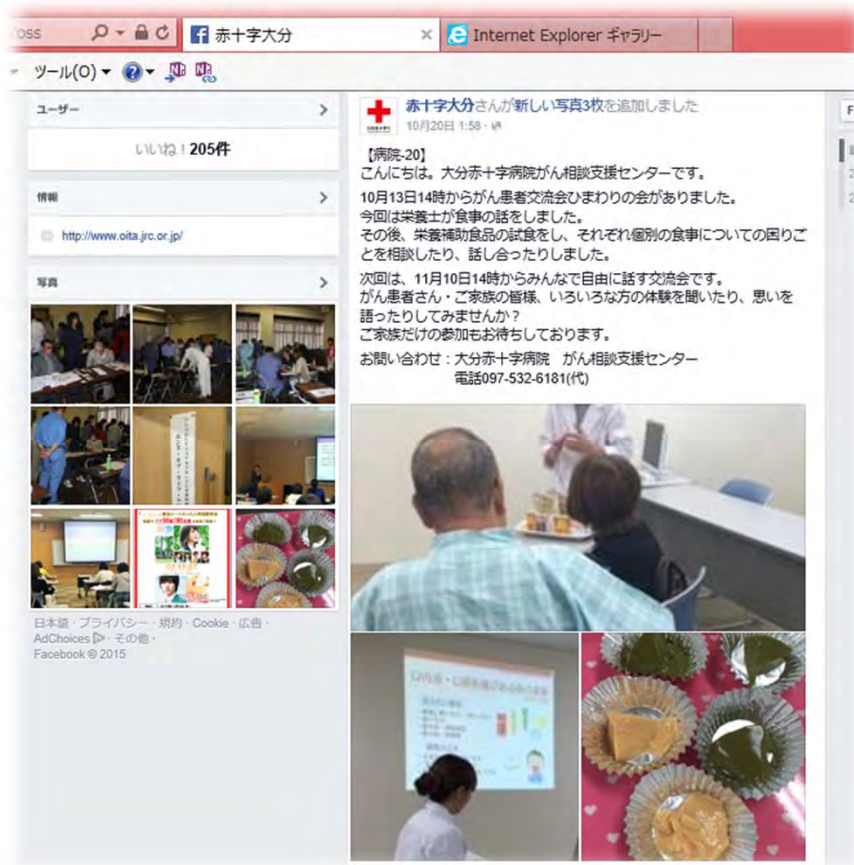 oss
赤十字大分
Internet Explorer ギャラリー
ツール(O)
ユーザー
いいね！205件
情報
http://www.oita.jrc.or.jp/
写真
日本語・プライバシー・規約・Cookie・広告・
AdChoices・その他・
Facebook © 2015
赤十字大分さんが新しい写真3枚を追加しました
10月20日 1:58・
【病院-20】
こんにちは。大分赤十字病院がん相談支援センターです。
10月13日14時からがん患者交流会ひまわりの会がありました。
今回は栄養士が食事の話をしました。
その後、栄養補助食品の試食をし、それぞれ個別の食事についての困りご
とを相談したり、話し合ったりしました。
次回は、11月10日14時からみんなで自由に話す交流会です。
がん患者さん・ご家族の皆様、いろいろな方の体験を聞いたり、思いを
語ったりしてみませんか？
ご家族だけの参加もお待ちしております。
お問い合わせ：大分赤十字病院　がん相談支援センター
電話097-532-6181(代)